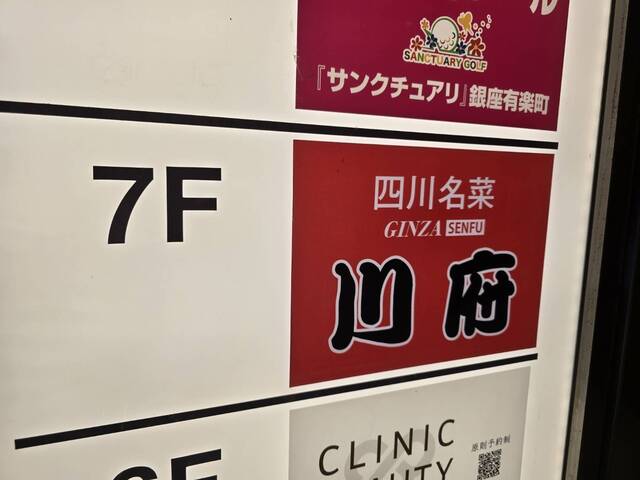 ル
SANCTUARY GOLF
『サンクチュアリ』銀座有楽町
7F
四川名菜
GINZA SENFU
川府
CLINIC
原則予約制